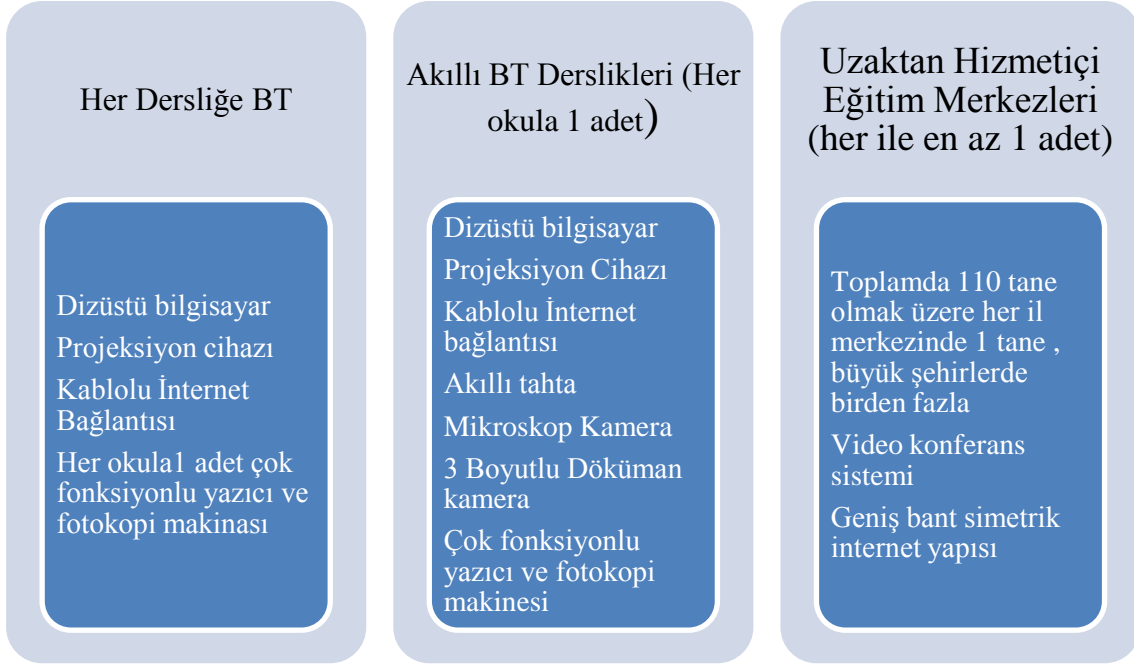 Her Dersliğe BT
Dizüstü bilgisayar
Projeksiyon cihazı
Kablolu İnternet
Bağlantısı
Her okula1 adet çok
fonksiyonlu yazıcı ve
fotokopi makinası
Akıllı BT Derslikleri (Her
okula 1 adet)
Dizüstü bilgisayar
Projeksiyon Cihazı
Kablolu İnternet
bağlantısı
Akıllı tahta
Mikroskop Kamera
3 Boyutlu Döküman
kamera
Çok fonksiyonlu
yazıcı ve fotokopi
makinesi
Uzaktan Hizmetiçi
Eğitim Merkezleri
(her ile en az 1 adet)
Toplamda 110 tane
olmak üzere her il
merkezinde 1 tane ,
büyük şehirlerde
birden fazla
Video konferans
sistemi
Geniş bant simetrik
internet yapısı